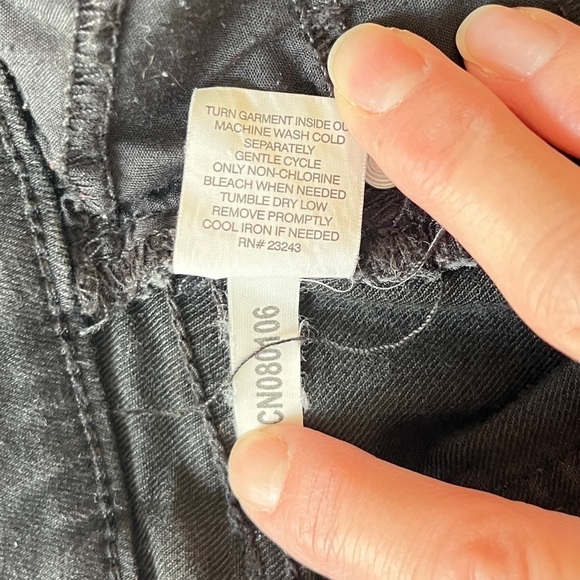 TURN GARMENT INSIDE OU
MACHINE WASH COLD
SEPARATELY
GENTLE CYCLE
ONLY NON-CHLORINE
BLEACH WHEN NEEDED
TUMBLE DRY LOW
REMOVE PROMPTLY
COOL IRON IF NEEDED
RN# 23243
CN080106